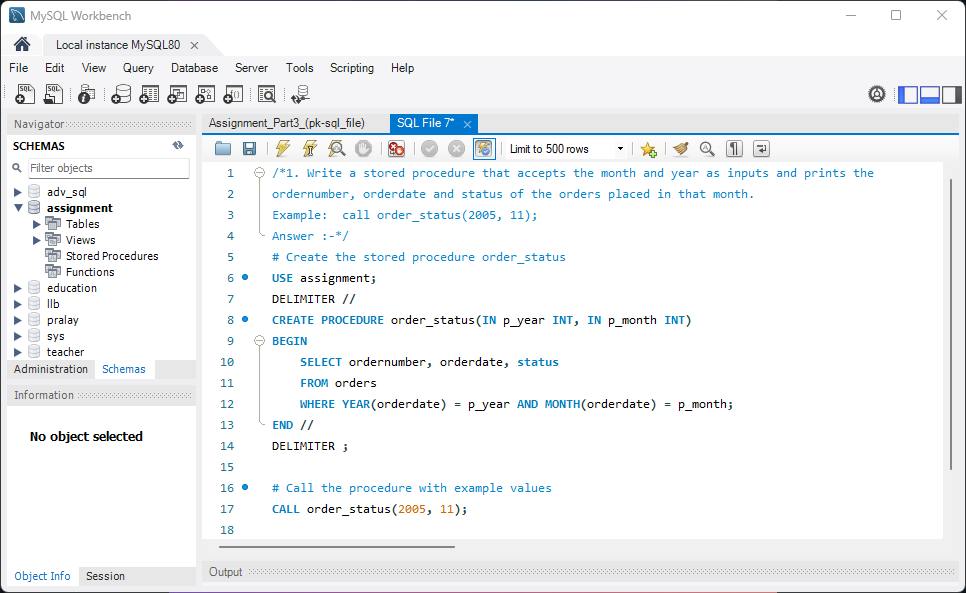 MySQL Workbench
Local instance MySQL80
File Edit View Query Database Server Tools Scripting Help
Navigator
SCHEMAS
Filter objects
adv_sql
assignment
Tables
Views
Stored Procedures
Functions
education
llb
pralay
sys
teacher
Administration Schemas
Information
No object selected
Object Info Session
Assignment_Part3_(pk-sql_file) SQL File 7*
Limit to 500 rows
1 /*1. Write a stored procedure that accepts the month and year as inputs and prints the
2 ordernumber, orderdate and status of the orders placed in that month.
3 Example:  call order_status(2005, 11);
4 Answer :-*/
5 # Create the stored procedure order_status
6 USE assignment;
7 DELIMITER //
8 CREATE PROCEDURE order_status(IN p_year INT, IN p_month INT)
9 BEGIN
10 SELECT ordernumber, orderdate, status
11 FROM orders
12 WHERE YEAR(orderdate) = p_year AND MONTH(orderdate) = p_month;
13 END //
14 DELIMITER ;
15
16 # Call the procedure with example values
17 CALL order_status(2005, 11);
18
Output